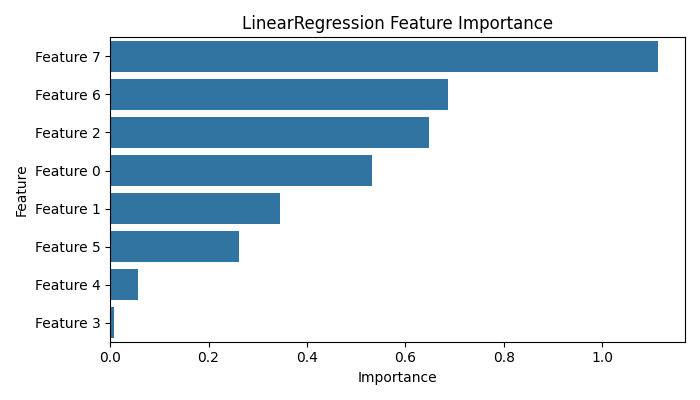 LinearRegression Feature Importance
Feature 7
Feature 6
Feature 2
Feature 0
Feature 1
Feature 5
Feature 4
Feature 3
Feature
0.0 0.2 0.4 0.6 0.8 1.0
Importance